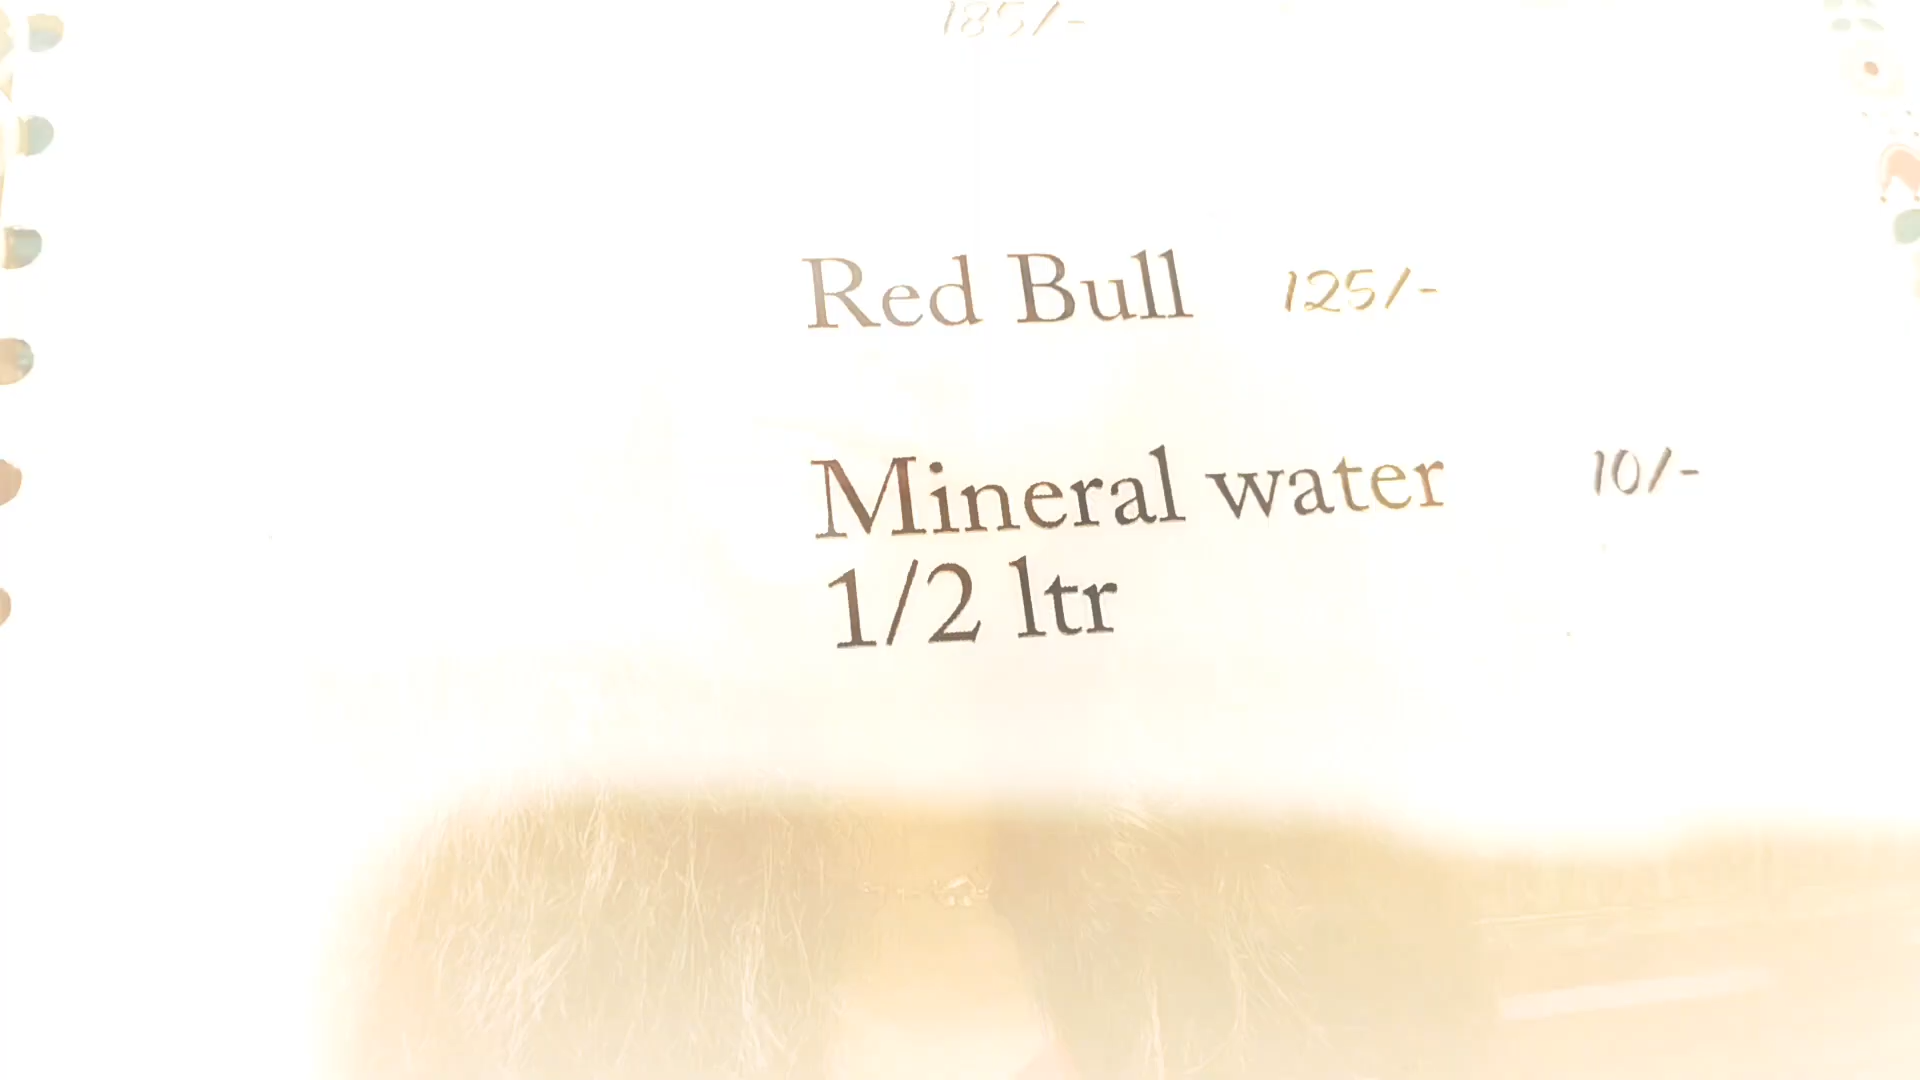 185/-
Red Bull 125/-
Mineral water 10/-
1/2 ltr